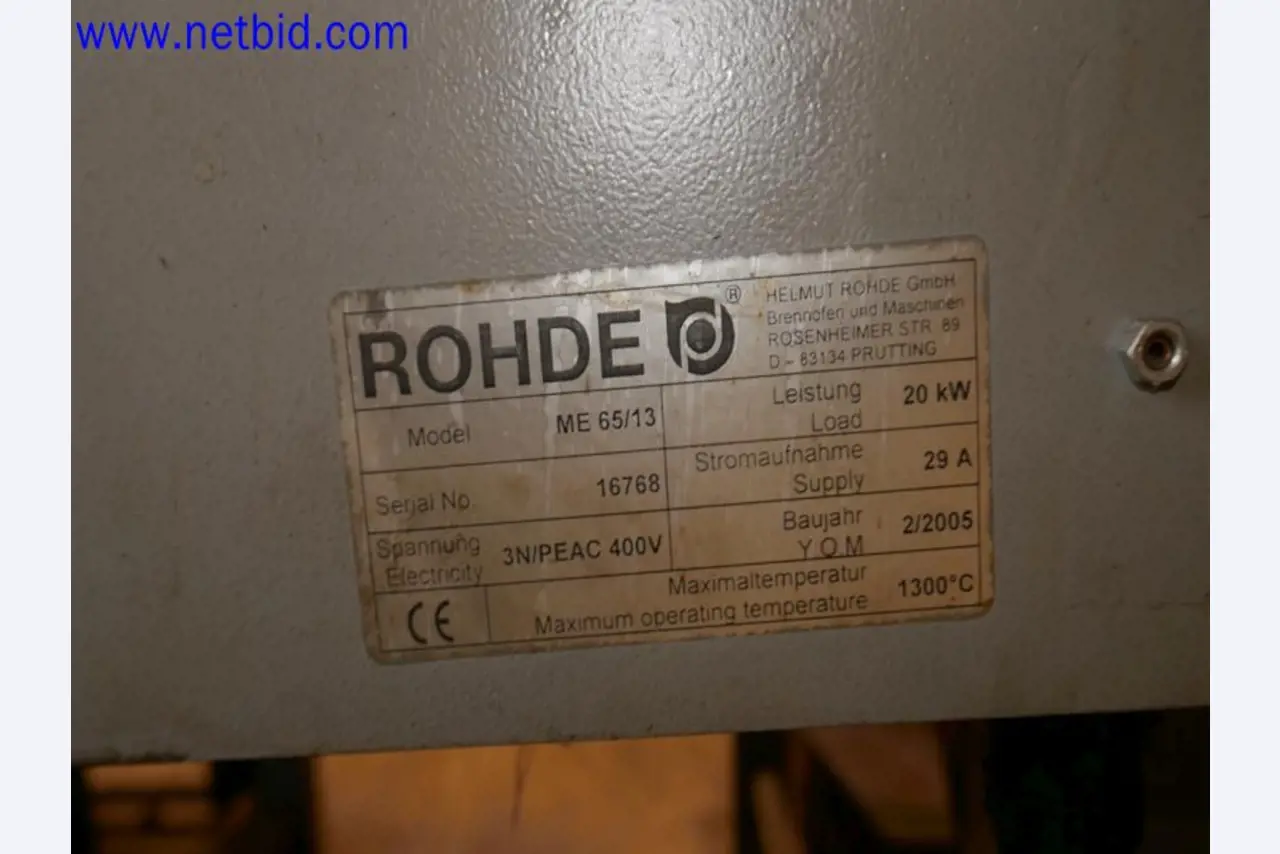 www.netbid.com
ROHDE ®
HELMUT ROHDE GmbH
Brennöfen und Maschinen
ROSENHEIMER STR 89
D - 83134 PRUTTING
Model ME 65/13
Leistung 20 kW
Load
Serial No 16768
Stromaufnahme 29 A
Supply
Spannung 3N/PEAC 400V
Electricity
Baujahr 2/2005
Y.O.M
CE
Maximaltemperatur 1300°C
Maximum operating temperature